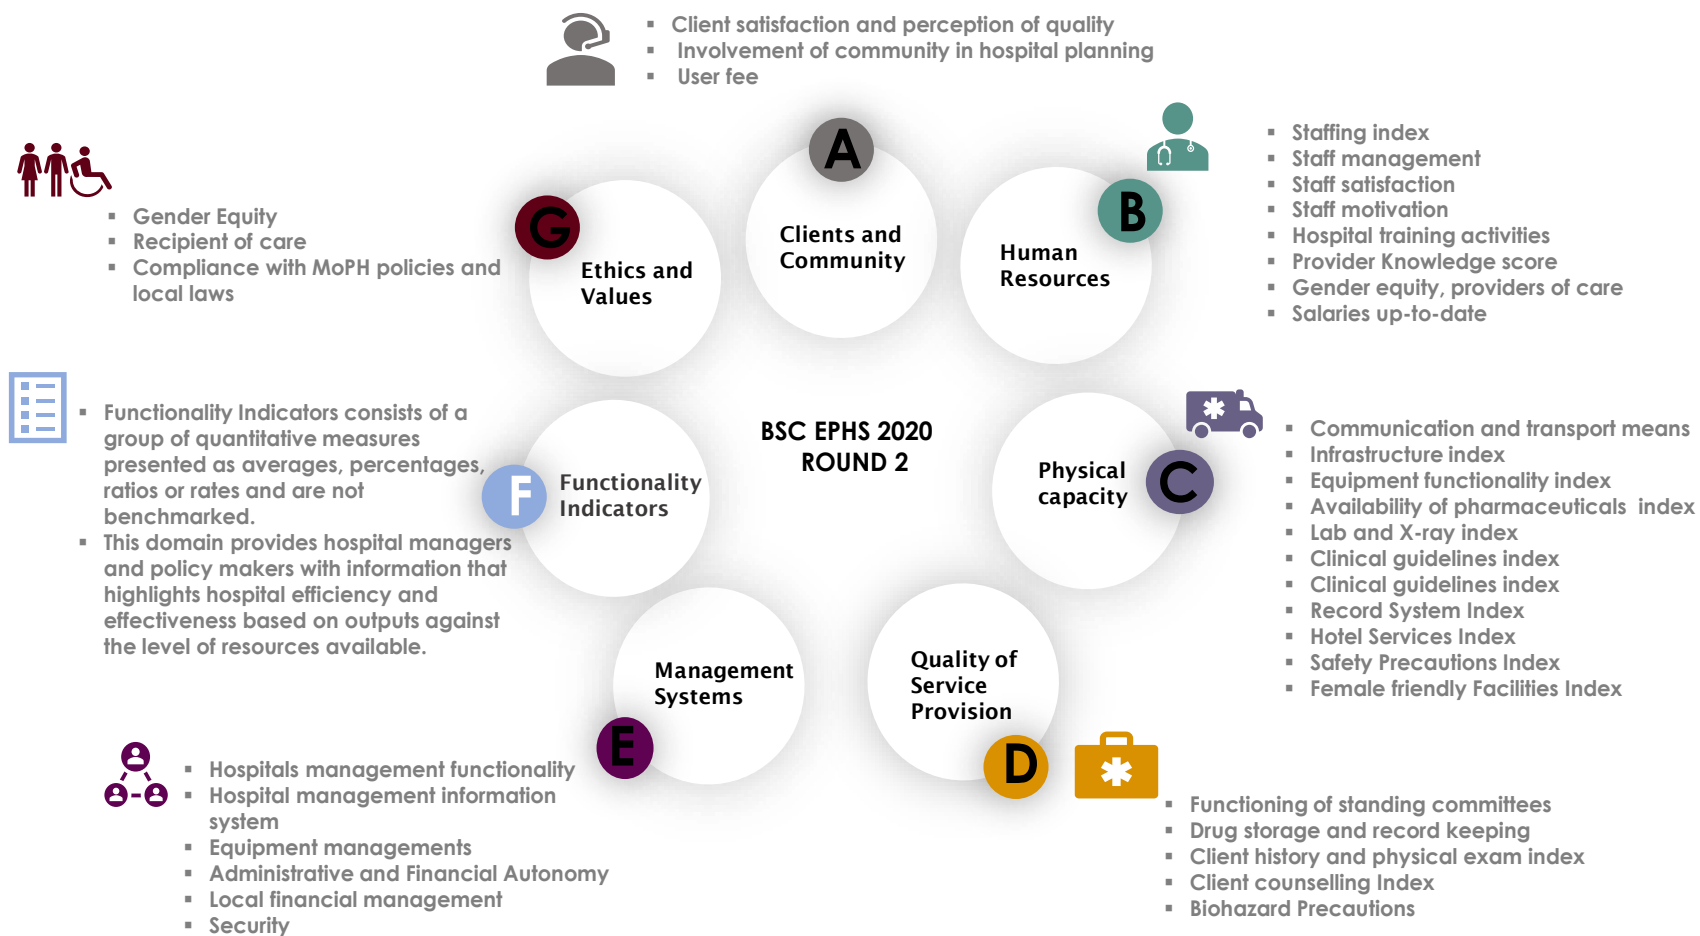 ▪ Client satisfaction and perception of quality
▪ Involvement of community in hospital planning
▪ User fee
A
Clients and
Community
B
Human
Resources
▪ Staffing index
▪ Staff management
▪ Staff satisfaction
▪ Staff motivation
▪ Hospital training activities
▪ Provider Knowledge score
▪ Gender equity, providers of care
▪ Salaries up-to-date
G
Ethics and
Values
▪ Gender Equity
▪ Recipient of care
▪ Compliance with MoPH policies and
local laws
BSC EPHS 2020
ROUND 2
C
Physical
capacity
▪ Communication and transport means
▪ Infrastructure index
▪ Equipment functionality index
▪ Availability of pharmaceuticals index
▪ Lab and X-ray index
▪ Clinical guidelines index
▪ Clinical guidelines index
▪ Record System Index
▪ Hotel Services Index
▪ Safety Precautions Index
▪ Female friendly Facilities Index
F
Functionality
Indicators
▪ Functionality Indicators consists of a
group of quantitative measures
presented as averages, percentages,
ratios or rates and are not
benchmarked.
▪ This domain provides hospital managers
and policy makers with information that
highlights hospital efficiency and
effectiveness based on outputs against
the level of resources available.
Management
Systems
E
▪ Hospitals management functionality
▪ Hospital management information
system
▪ Equipment managements
▪ Administrative and Financial Autonomy
▪ Local financial management
▪ Security
Quality of
Service
Provision
D
▪ Functioning of standing committees
▪ Drug storage and record keeping
▪ Client history and physical exam index
▪ Client counselling Index
▪ Biohazard Precautions